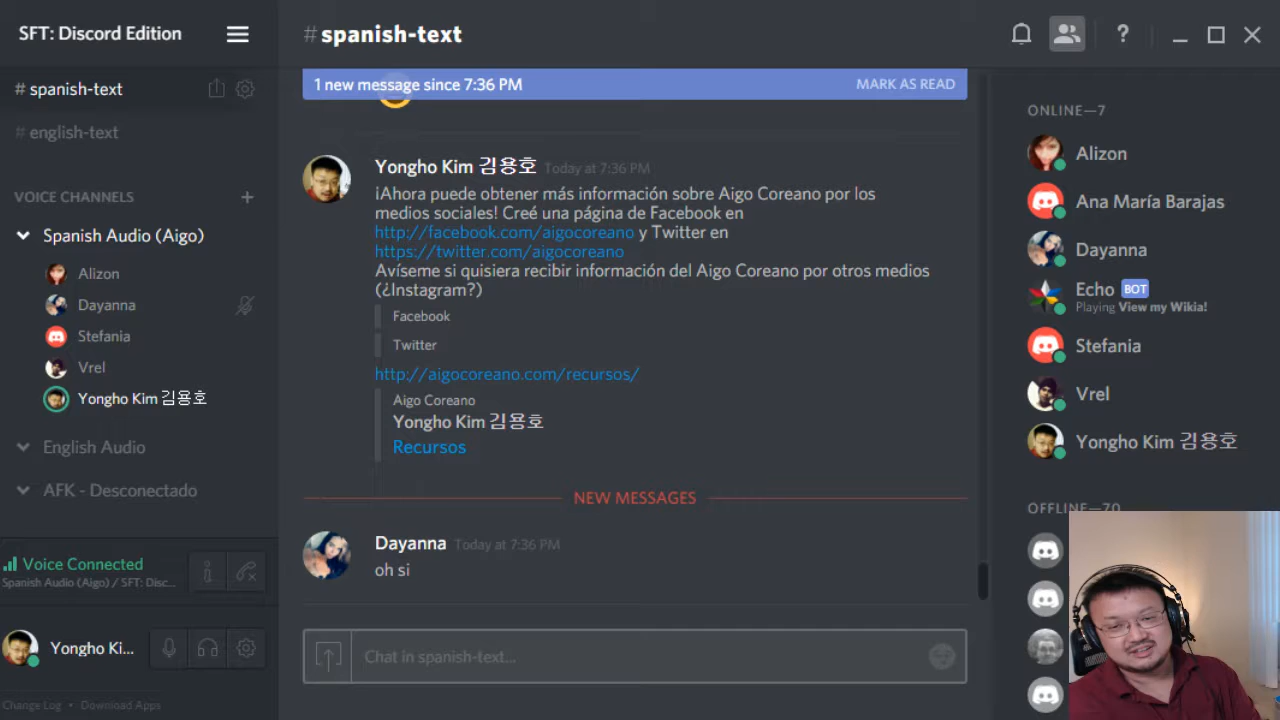 SFT: Discord Edition
# spanish-text
# english-text
VOICE CHANNELS
Spanish Audio (Aigo)
Alizon
Dayanna
Stefania
Vrel
Yongho Kim 김용호
English Audio
AFK - Desconectado
Voice Connected
Spanish Audio (Aigo) / SFT: Disc...
Yongho Ki...
Change Log • Download Apps
# spanish-text
1 new message since 7:36 PM MARK AS READ
Yongho Kim 김용호 Today at 7:36 PM
¡Ahora puede obtener más información sobre Aigo Coreano por los
medios sociales! Creé una página de Facebook en
http://facebook.com/aigocoreano y Twitter en
https://twitter.com/aigocoreano
Avíseme si quisiera recibir información del Aigo Coreano por otros medios
(¿Instagram?)
Facebook
Twitter
http://aigocoreano.com/recursos/
Aigo Coreano
Yongho Kim 김용호
Recursos
NEW MESSAGES
Dayanna Today at 7:36 PM
oh si
Chat in spanish-text...
ONLINE—7
Alizon
Ana María Barajas
Dayanna
Echo BOT
Playing View my Wikia!
Stefania
Vrel
Yongho Kim 김용호
OFFLINE—70